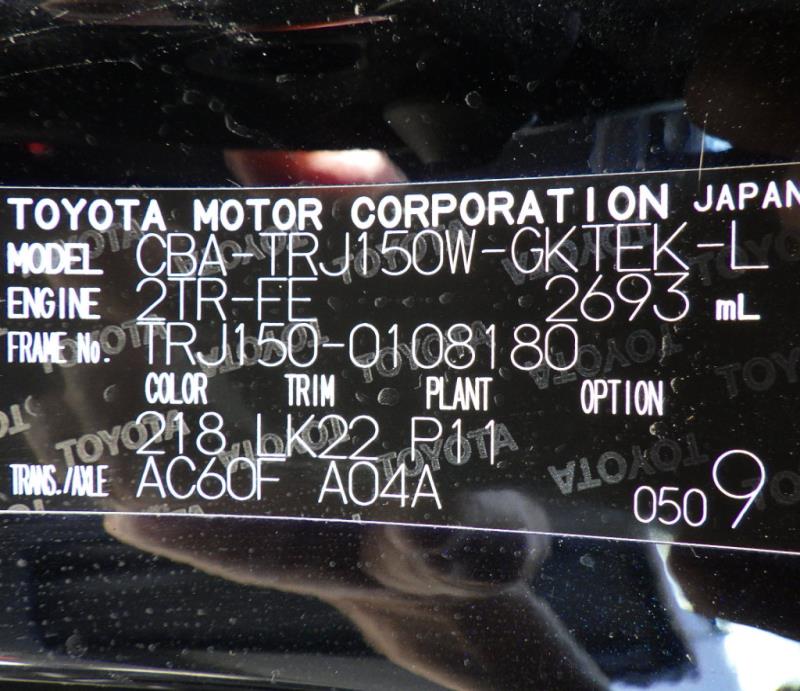 TOYOTA MOTOR CORPORATION JAPAN
MODEL CBA-TRJ150W-GKTEK-L
ENGINE 2TR-FE 2693 mL
FRAME No. TRJ150-0108180
COLOR TRIM PLANT OPTION
218 LK22 P11
TRANS./AXLE AC60F A04A 0509